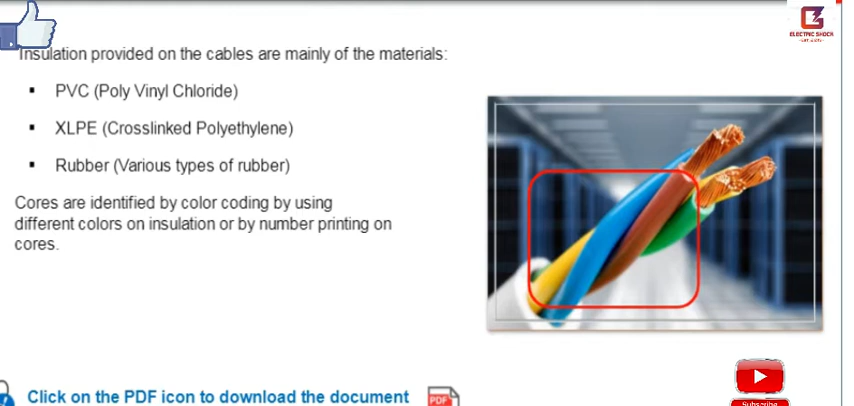 ELECTRIC SHOCK
Insulation provided on the cables are mainly of the materials:
▪ PVC (Poly Vinyl Chloride)
▪ XLPE (Crosslinked Polyethylene)
▪ Rubber (Various types of rubber)
Cores are identified by color coding by using
different colors on insulation or by number printing on
cores.
Click on the PDF icon to download the document
PDF
Subscribe